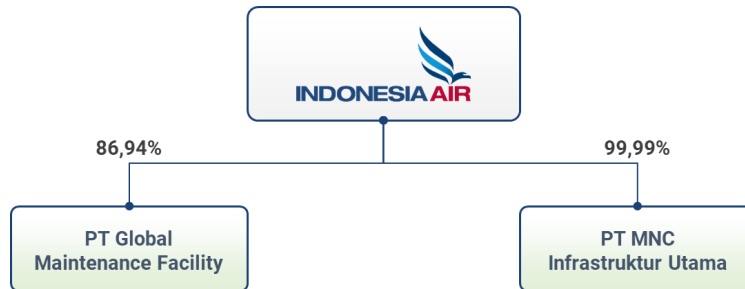 INDONESIA AIR
86,94%
99,99%
PT Global
Maintenance Facility
PT MNC
Infrastruktur Utama